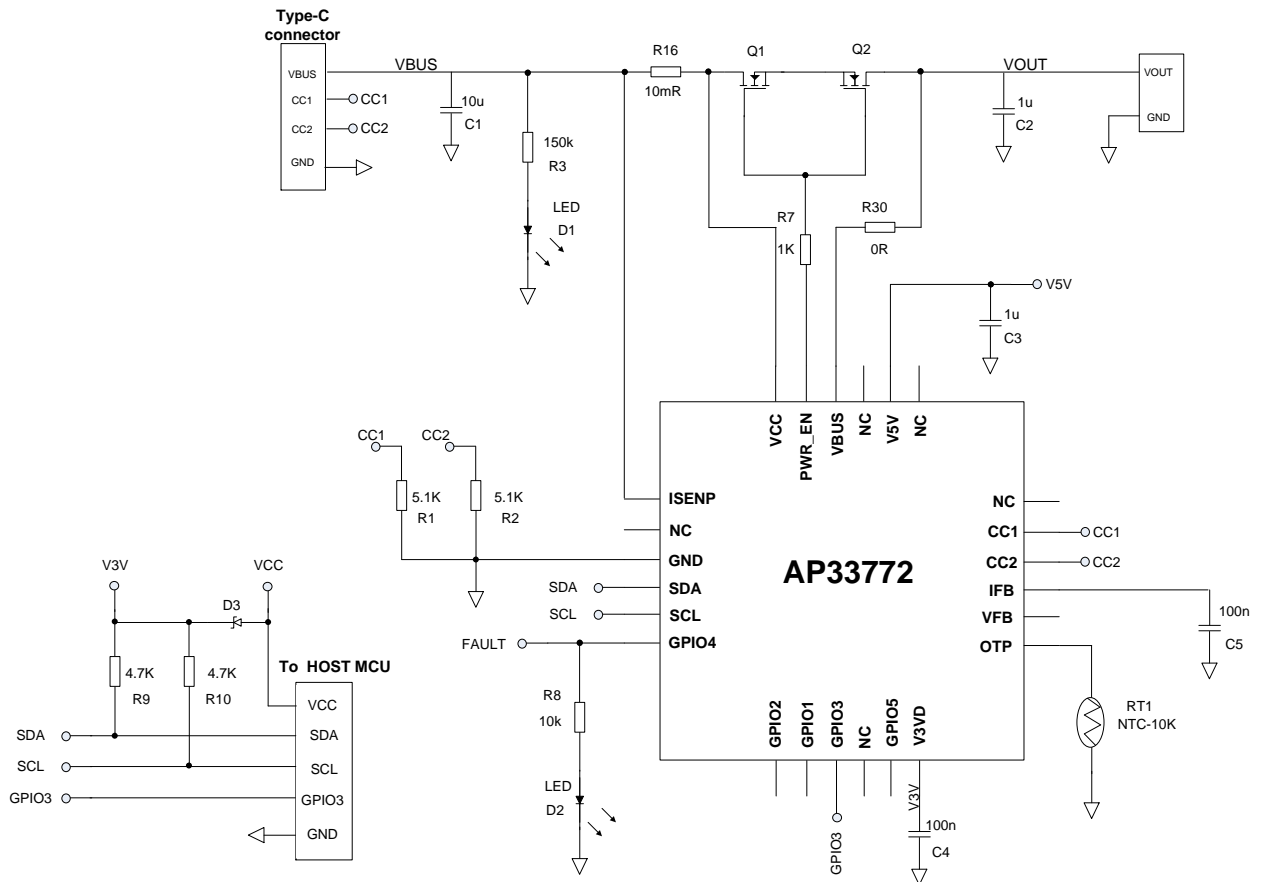 Type-C
connector
VBUS
CC1
CC2
GND
CC1
CC2
VBUS
10u
C1
150k
R3
LED
D1
R16
10mR
Q1
Q2
VOUT
1u
C2
VOUT
GND
R7
1K
R30
0R
V5V
1u
C3
VCC
PWR_EN
VBUS
NC
V5V
NC
CC1
CC2
5.1K
R1
5.1K
R2
ISENP
NC
GND
SDA
SCL
GPIO4
SDA
SCL
FAULT
AP33772
NC
CC1
CC2
IFB
VFB
OTP
CC1
CC2
100n
C5
RT1
NTC-10K
R8
10k
LED
D2
GPIO2
GPIO1
GPIO3
NC
GPIO5
V3VD
GPIO3
V3V
100n
C4
V3V
VCC
D3
4.7K
R9
4.7K
R10
To HOST MCU
VCC
SDA
SCL
GPIO3
GND
SDA
SCL
GPIO3